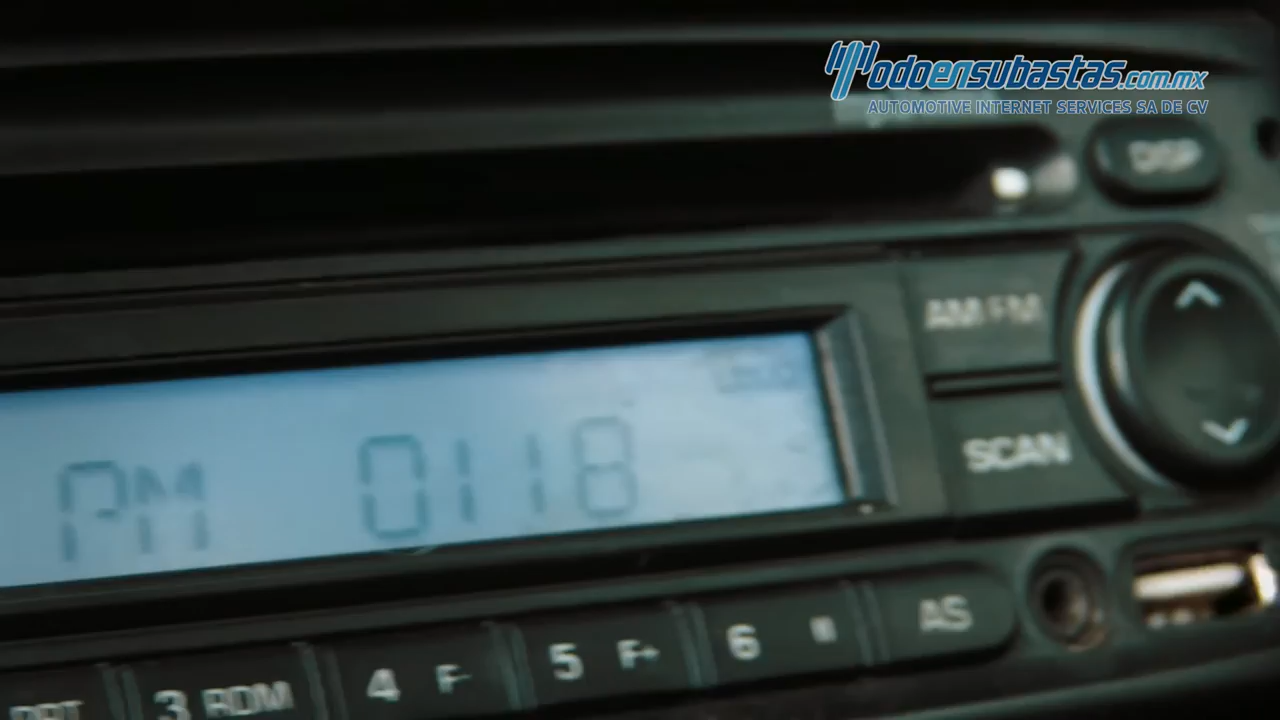 Todoensubastas.com.mx
AUTOMOTIVE INTERNET SERVICES SA DE CV
DISP
AM FM
PM 0118
SCAN
3 RDM
4 F-
5 F+
6
AS